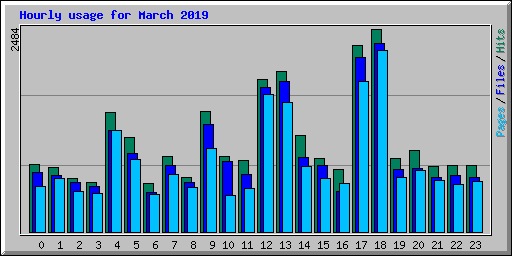 Hourly usage for March 2019
2484
Pages/Files/Hits
0 1 2 3 4 5 6 7 8 9 10 11 12 13 14 15 16 17 18 19 20 21 22 23